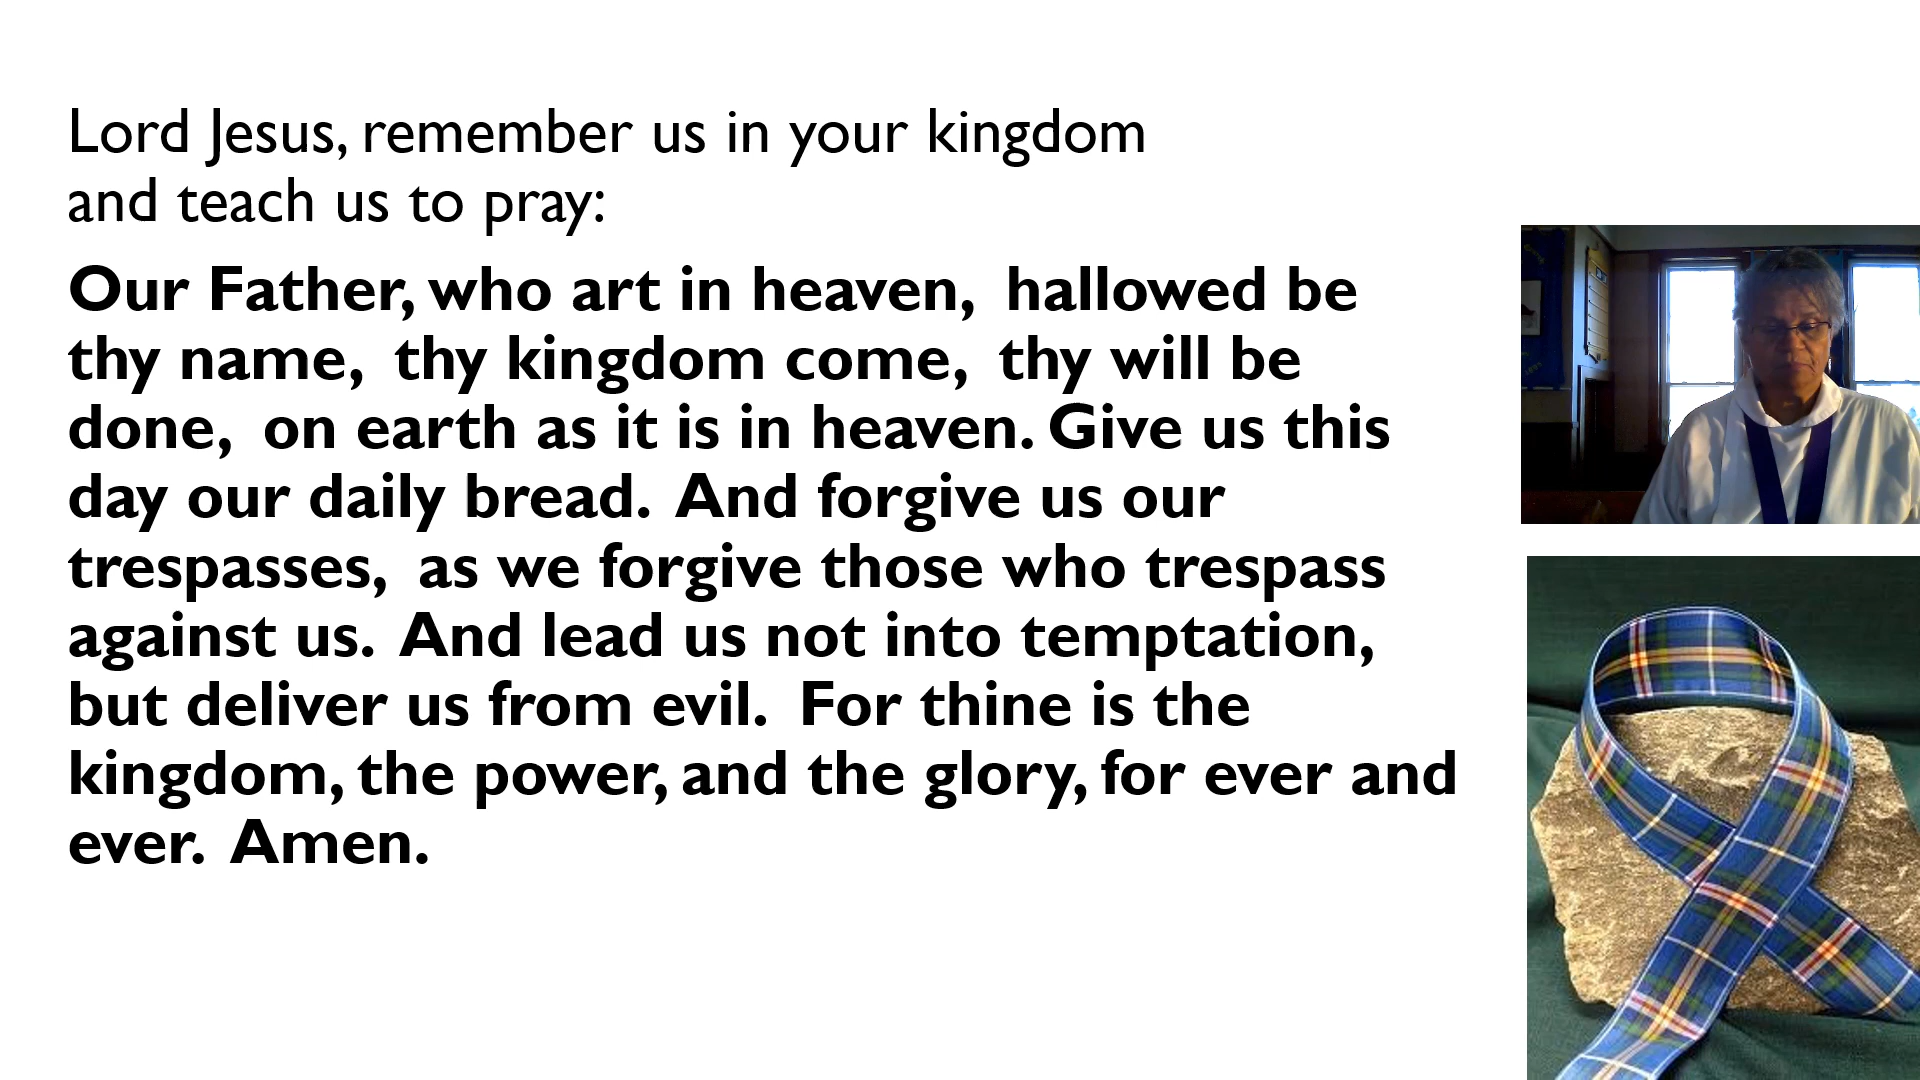 Lord Jesus, remember us in your kingdom
and teach us to pray:
Our Father, who art in heaven,  hallowed be
thy name,  thy kingdom come,  thy will be
done,  on earth as it is in heaven. Give us this
day our daily bread.  And forgive us our
trespasses,  as we forgive those who trespass
against us.  And lead us not into temptation,
but deliver us from evil.  For thine is the
kingdom, the power, and the glory, for ever and
ever.  Amen.